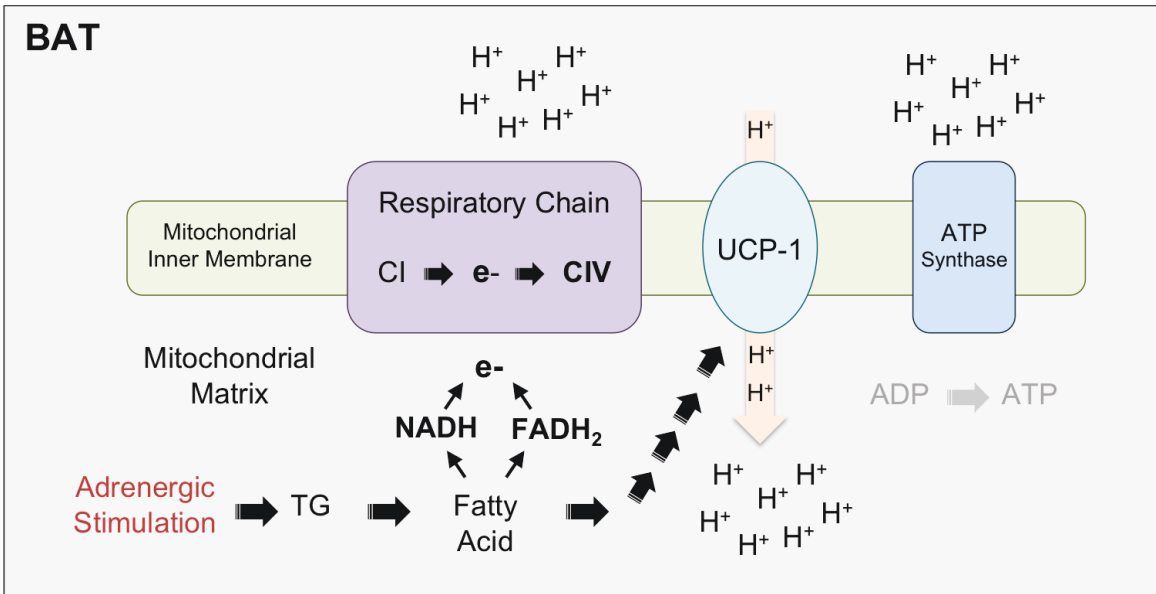 BAT
H⁺ H⁺
H⁺
H⁺ H⁺
H⁺ H⁺
H⁺ H⁺
H⁺
H⁺ H⁺
H⁺ H⁺
H⁺
Respiratory Chain
CI e- CIV
Mitochondrial
Inner Membrane
UCP-1
ATP
Synthase
Mitochondrial
Matrix
e-
NADH FADH₂
H⁺
H⁺
ADP ATP
Adrenergic
Stimulation
TG
Fatty
Acid
H⁺ H⁺
H⁺
H⁺ H⁺
H⁺ H⁺